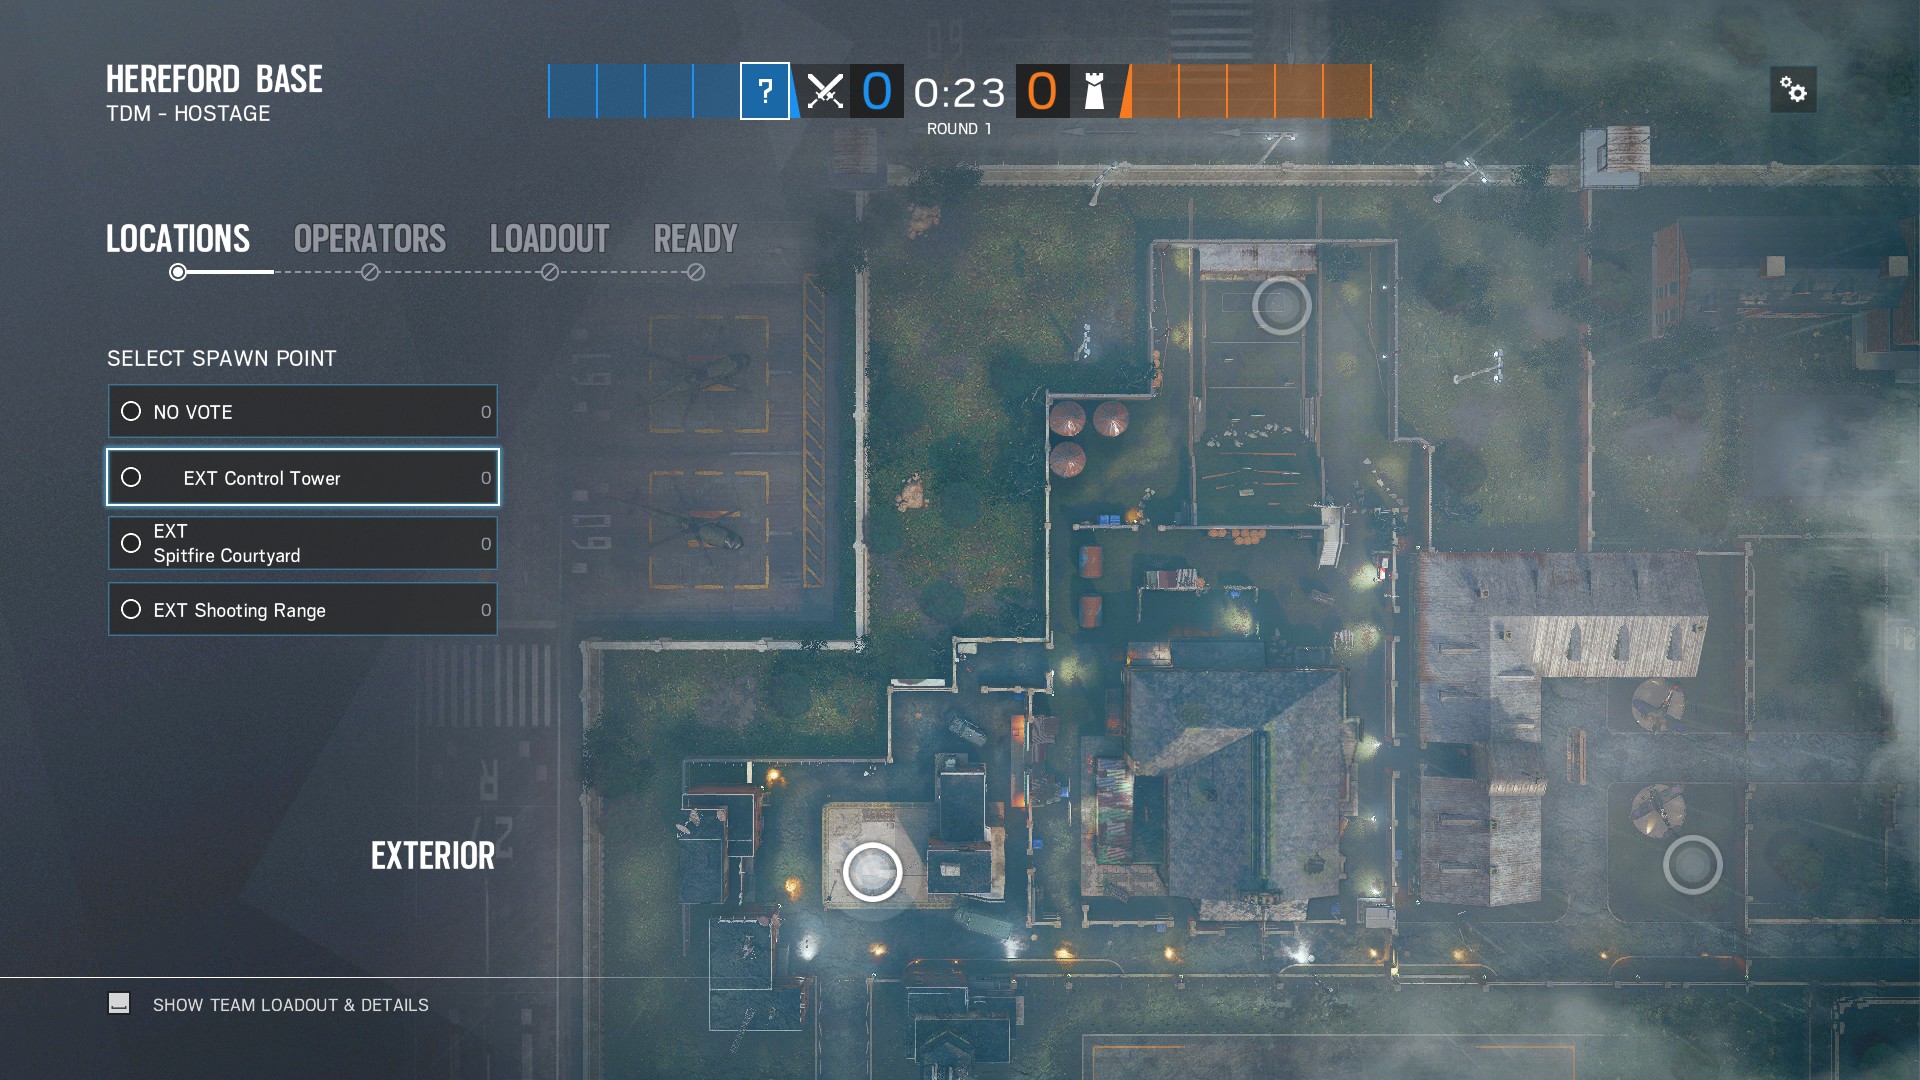 HEREFORD BASE
TDM - HOSTAGE
?
0
0:23
0
ROUND 1
LOCATIONS
OPERATORS
LOADOUT
READY
SELECT SPAWN POINT
NO VOTE
0
EXT Control Tower
0
EXT
Spitfire Courtyard
0
EXT Shooting Range
0
EXTERIOR
SHOW TEAM LOADOUT & DETAILS